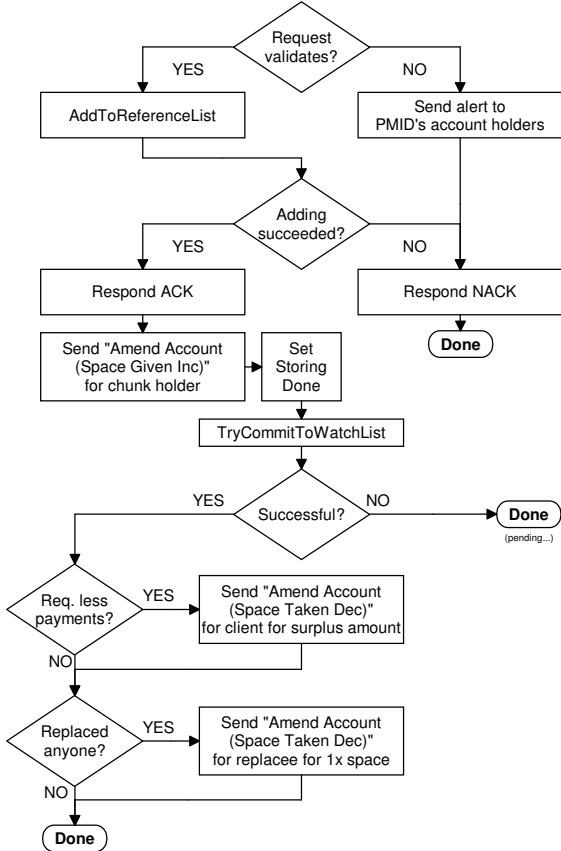 Request
validates?
YES
NO
AddToReferenceList
Send alert to
PMID's account holders
Adding
succeeded?
YES
NO
Respond ACK
Respond NACK
Send "Amend Account
(Space Given Inc)"
for chunk holder
Set
Storing
Done
Done
TryCommitToWatchList
Successful?
YES
NO
Done
(pending...)
Req. less
payments?
YES
Send "Amend Account
(Space Taken Dec)"
for client for surplus amount
NO
Replaced
anyone?
YES
Send "Amend Account
(Space Taken Dec)"
for replacee for 1x space
NO
Done